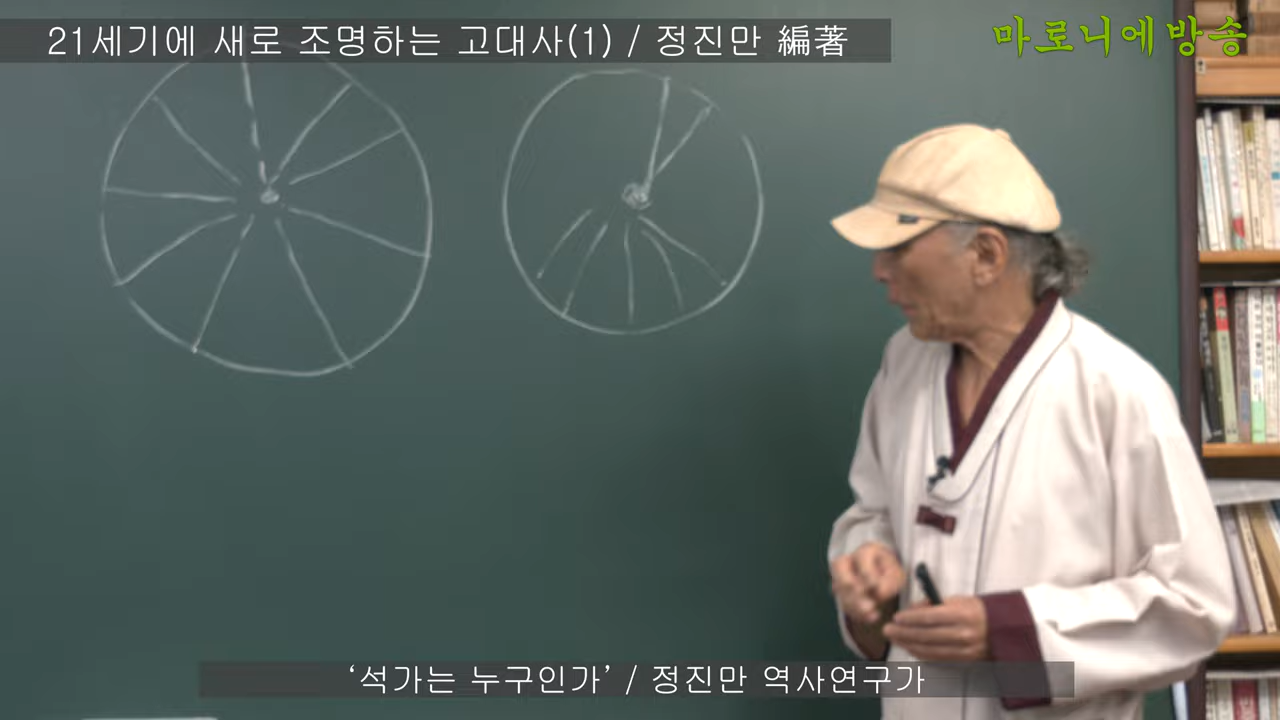 21세기에 새로 조명하는 고대사(1) / 정진만 編著
마로니에방송
‘석가는 누구인가’ / 정진만 역사연구가